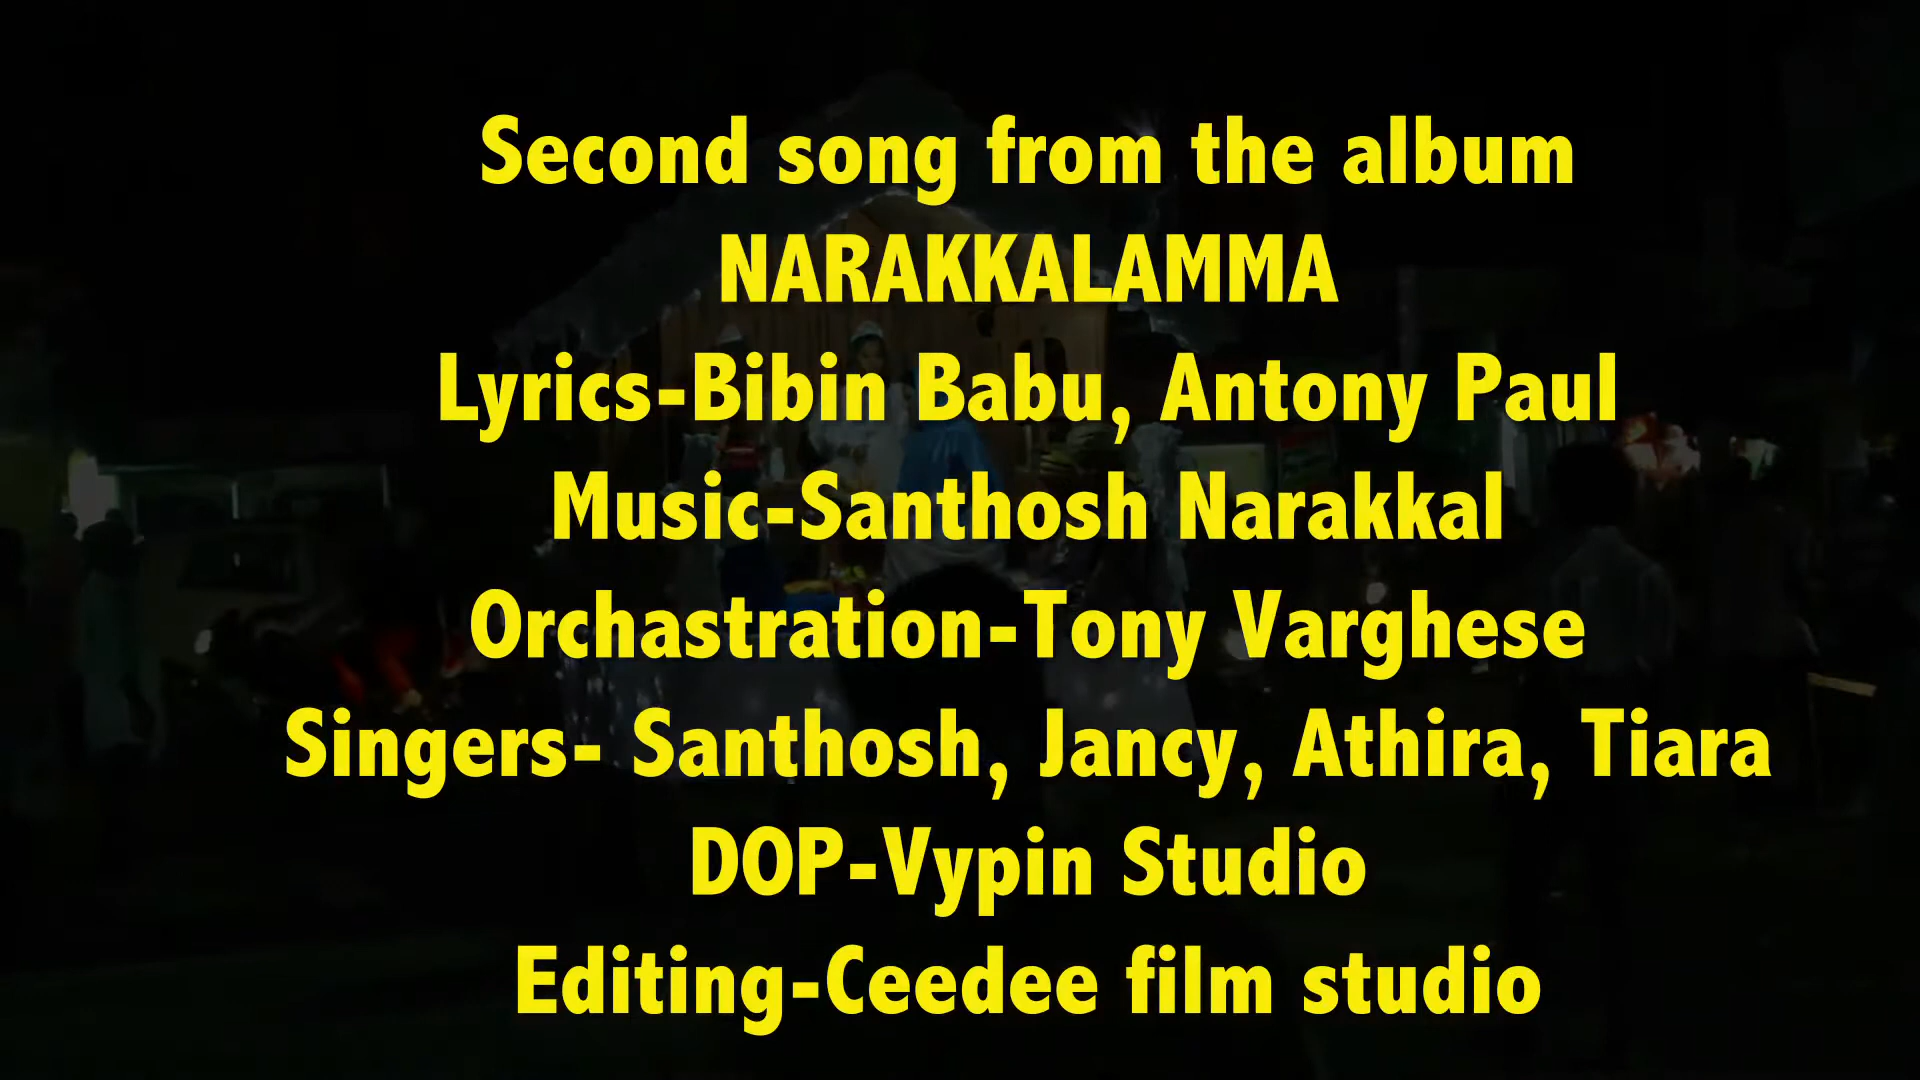 Second song from the album
NARAKKALAMMA
Lyrics-Bibin Babu, Antony Paul
Music-Santhosh Narakkal
Orchastration-Tony Varghese
Singers- Santhosh, Jancy, Athira, Tiara
DOP-Vypin Studio
Editing-Ceedee film studio